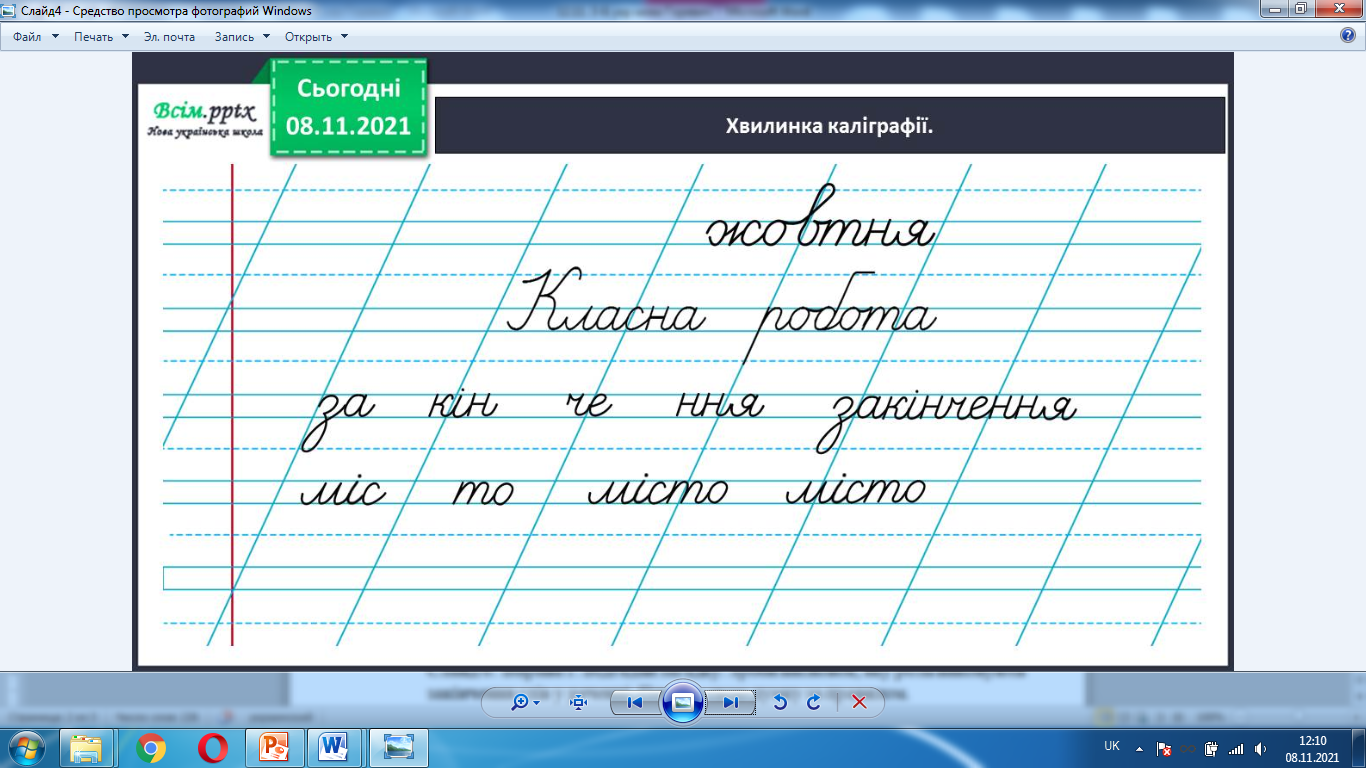 Слайд4 - Средство просмотра фотографий Windows
Файл Печать Эл. почта Запись Открыть
Всім.pptx
Нова українська школа
Сьогодні
08.11.2021
Хвилинка каліграфії.
жовтня
Класна робота
за кін че ння закінчення
міс то місто місто
UK
12:10
08.11.2021